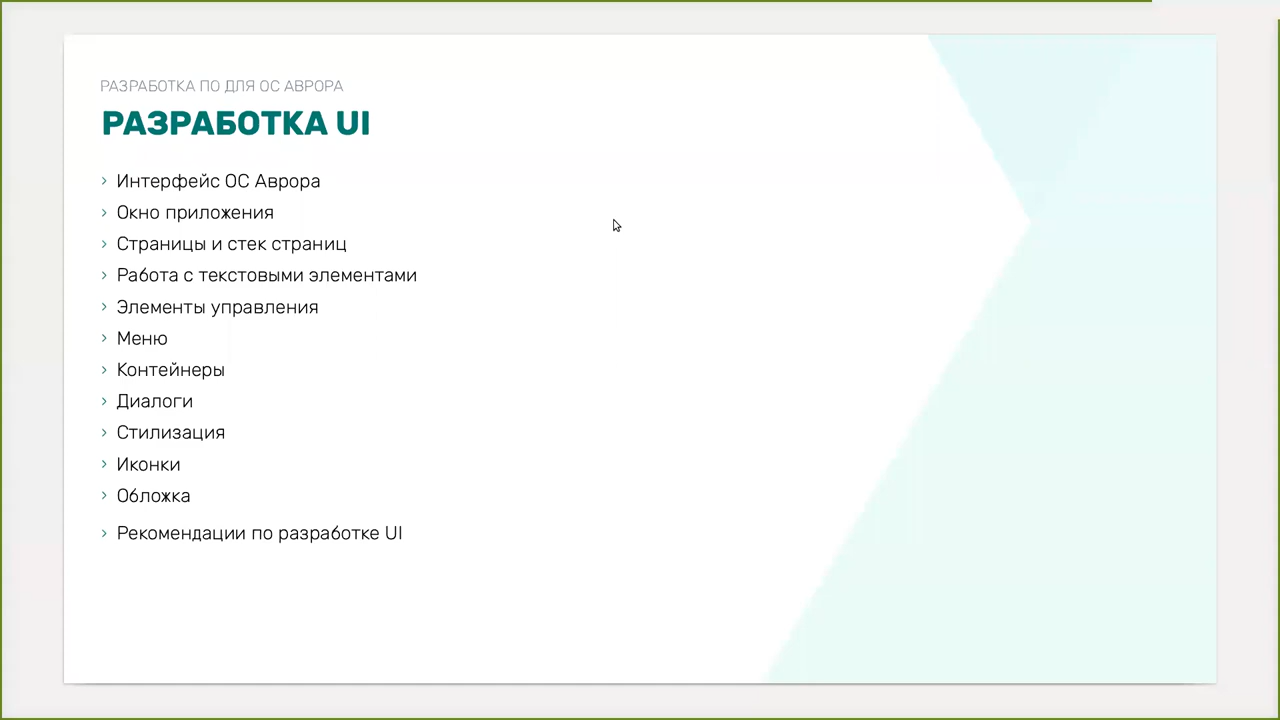 РАЗРАБОТКА ПО ДЛЯ ОС АВРОРА
РАЗРАБОТКА UI
› Интерфейс ОС Аврора
› Окно приложения
› Страницы и стек страниц
› Работа с текстовыми элементами
› Элементы управления
› Меню
› Контейнеры
› Диалоги
› Стилизация
› Иконки
› Обложка
› Рекомендации по разработке UI